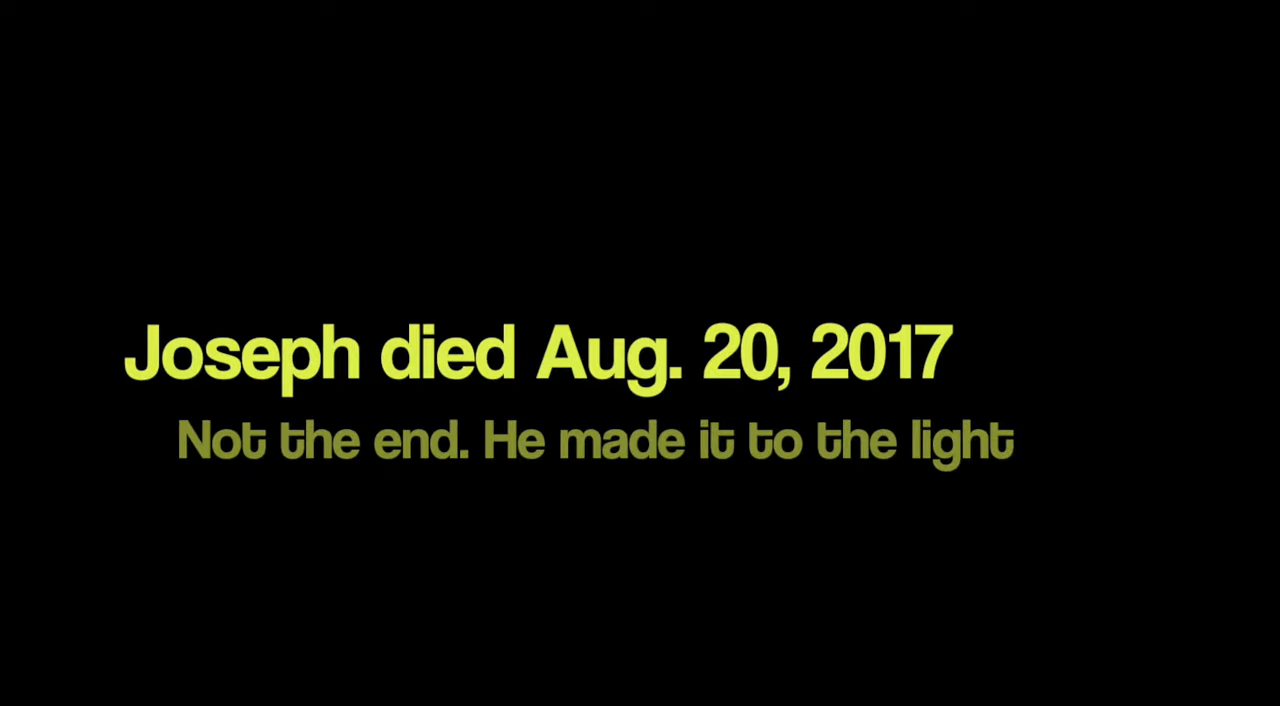 Joseph died Aug. 20, 2017
Not the end. He made it to the light